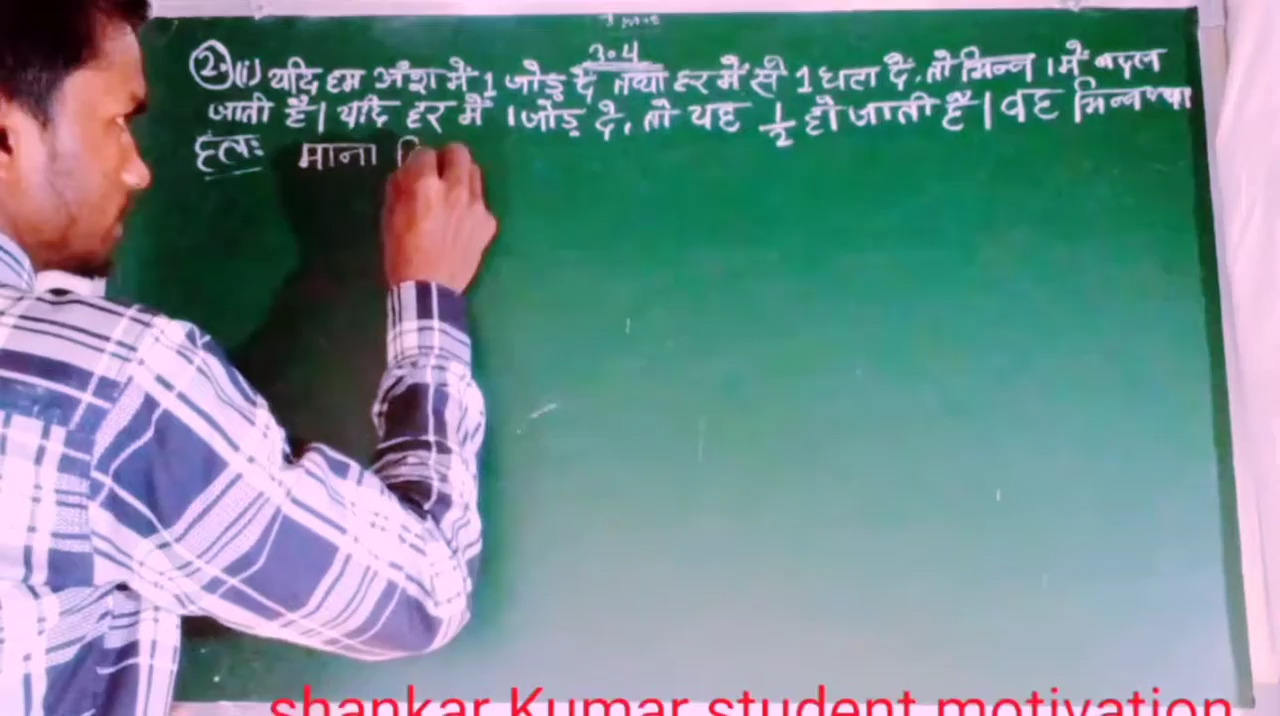 3.4
2. (i) यदि हम अंश में 1 जोड़ दें तथा हर में से 1 घटा दें, तो भिन्न 1 में बदल
जाती है। यदि हर में 1 जोड़ दें, तो यह 1/2 हो जाती है। वह भिन्न क्या
हल: माना
shankar Kumar student motivation